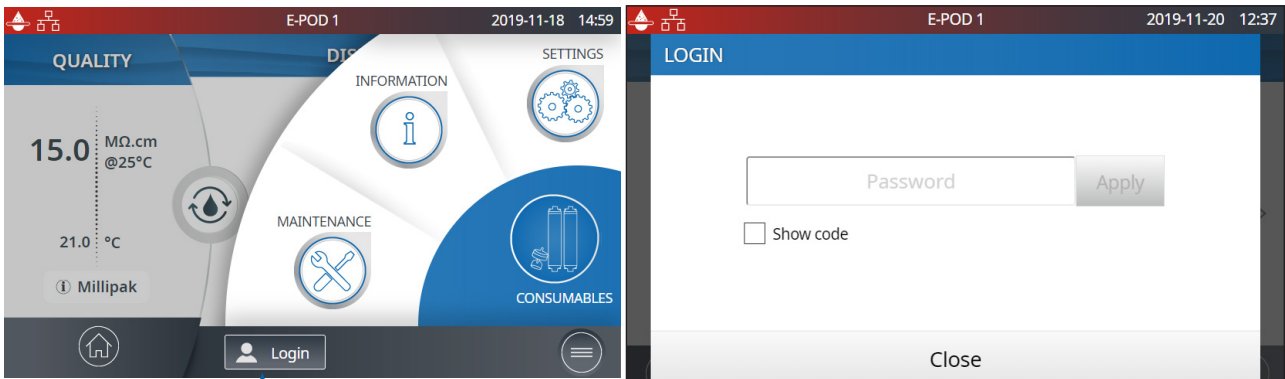 E-POD 1
2019-11-18 14:59
QUALITY
DIS
INFORMATION
SETTINGS
15.0 MΩ.cm
@25°C
MAINTENANCE
21.0 °C
Millipak
CONSUMABLES
Login
E-POD 1
2019-11-20 12:37
LOGIN
Password
Apply
Show code
Close